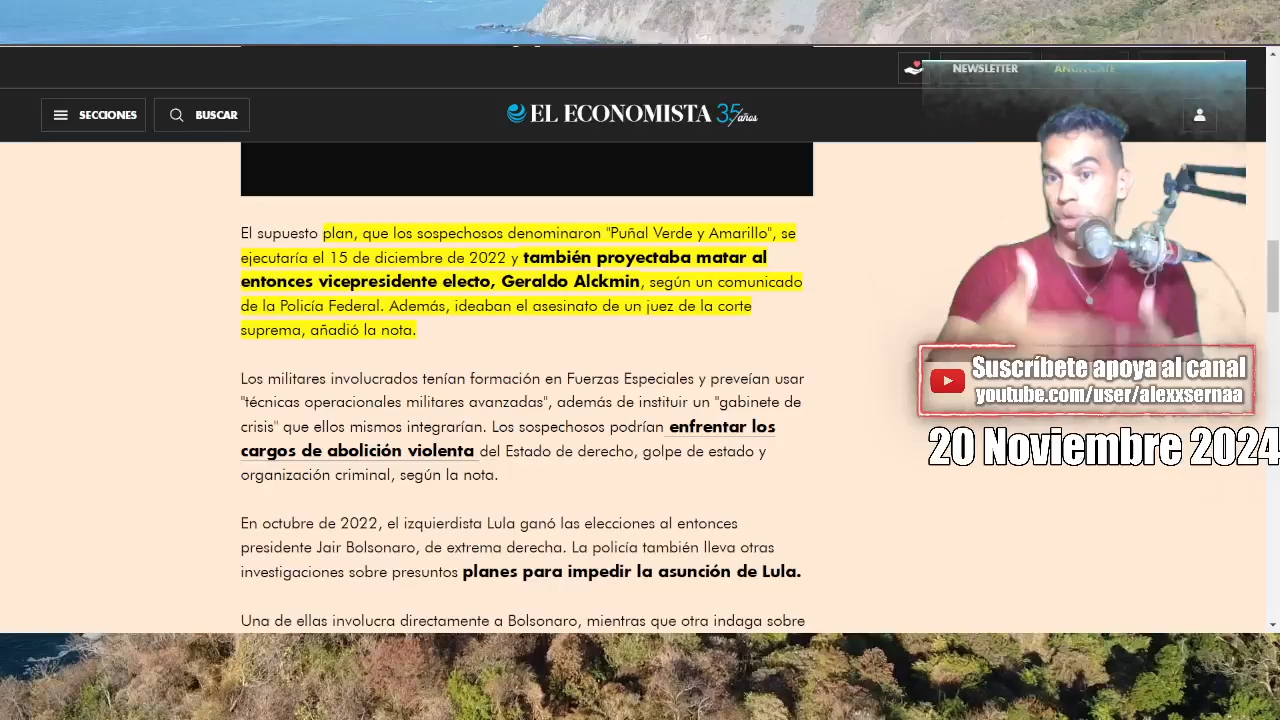 NEWSLETTER
ANÚNCIATE
SECCIONES
BUSCAR
EL ECONOMISTA 35 años
El supuesto plan, que los sospechosos denominaron "Puñal Verde y Amarillo", se
ejecutaría el 15 de diciembre de 2022 y también proyectaba matar al
entonces vicepresidente electo, Geraldo Alckmin, según un comunicado
de la Policía Federal. Además, ideaban el asesinato de un juez de la corte
suprema, añadió la nota.
Los militares involucrados tenían formación en Fuerzas Especiales y preveían usar
"técnicas operacionales militares avanzadas", además de instituir un "gabinete de
crisis" que ellos mismos integrarían. Los sospechosos podrían enfrentar los
cargos de abolición violenta del Estado de derecho, golpe de estado y
organización criminal, según la nota.
En octubre de 2022, el izquierdista Lula ganó las elecciones al entonces
presidente Jair Bolsonaro, de extrema derecha. La policía también lleva otras
investigaciones sobre presuntos planes para impedir la asunción de Lula.
Una de ellas involucra directamente a Bolsonaro, mientras que otra indaga sobre
Suscríbete apoya al canal
youtube.com/user/alexxsernaa
20 Noviembre 2024